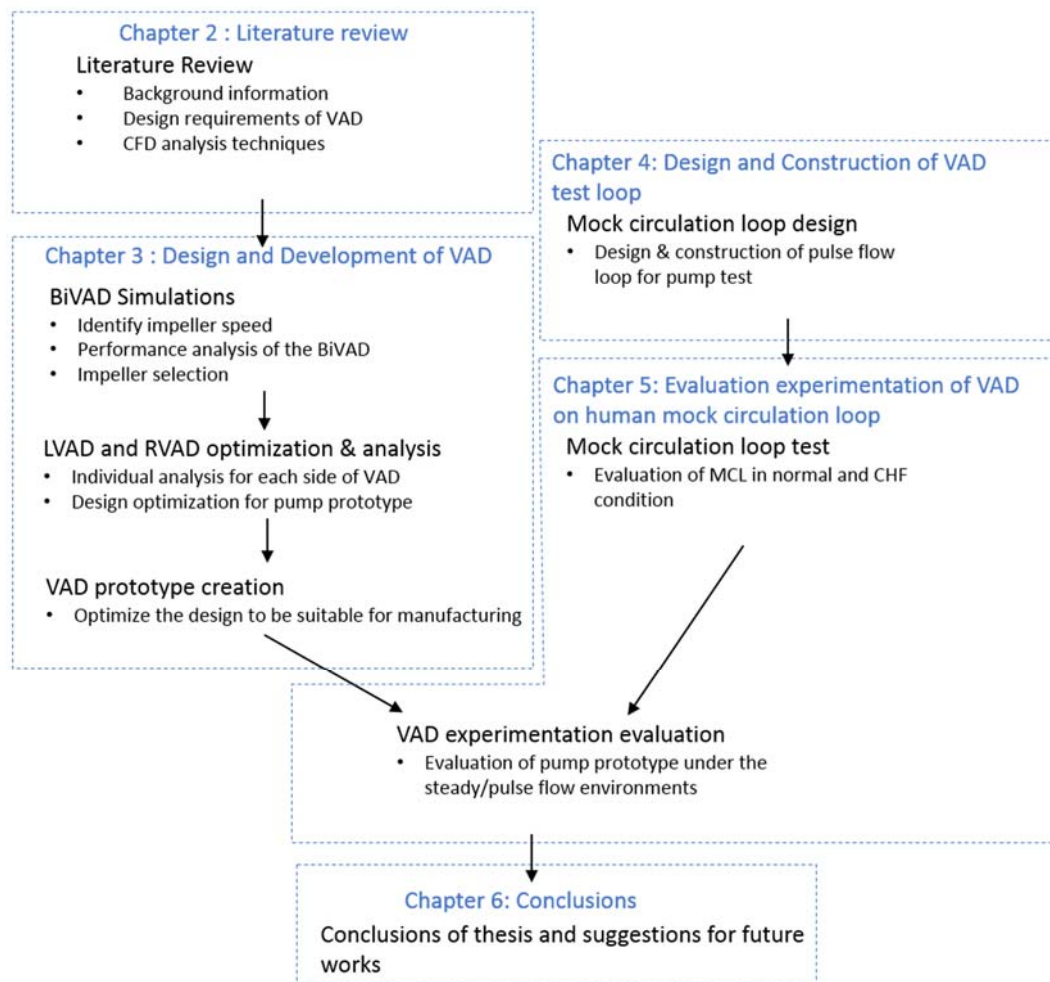 Chapter 2 : Literature review
Literature Review
• Background information
• Design requirements of VAD
• CFD analysis techniques
Chapter 3 : Design and Development of VAD
BiVAD Simulations
• Identify impeller speed
• Performance analysis of the BiVAD
• Impeller selection
LVAD and RVAD optimization & analysis
• Individual analysis for each side of VAD
• Design optimization for pump prototype
VAD prototype creation
• Optimize the design to be suitable for manufacturing
Chapter 4: Design and Construction of VAD
test loop
Mock circulation loop design
• Design & construction of pulse flow
loop for pump test
Chapter 5: Evaluation experimentation of VAD
on human mock circulation loop
Mock circulation loop test
• Evaluation of MCL in normal and CHF
condition
VAD experimentation evaluation
• Evaluation of pump prototype under the
steady/pulse flow environments
Chapter 6: Conclusions
Conclusions of thesis and suggestions for future
works